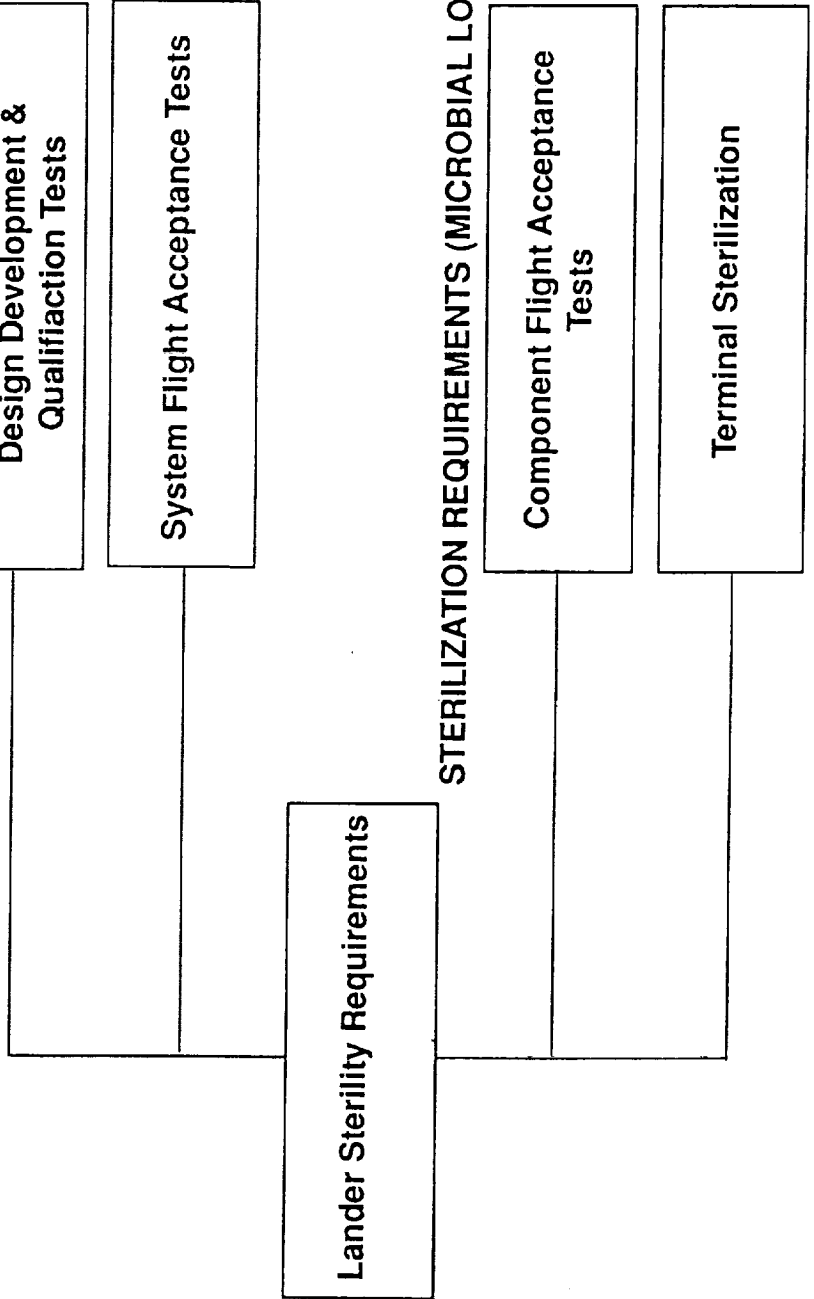 Design Development &
Qualifiaction Tests
System Flight Acceptance Tests
Lander Sterility Requirements
STERILIZATION REQUIREMENTS (MICROBIAL LO
Component Flight Acceptance
Tests
Terminal Sterilization